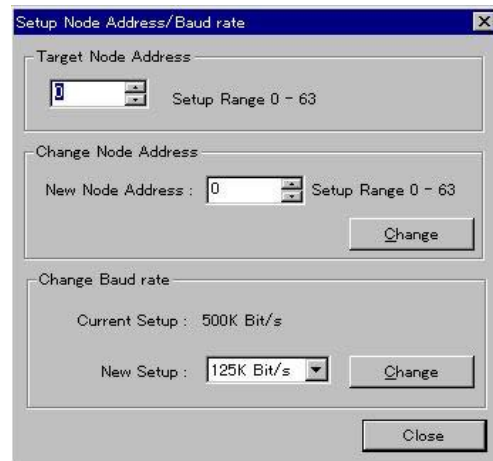 Setup Node Address/Baud rate
Target Node Address
0 Setup Range 0 - 63
Change Node Address
New Node Address : 0 Setup Range 0 - 63
Change
Change Baud rate
Current Setup : 500K Bit/s
New Setup : 125K Bit/s Change
Close